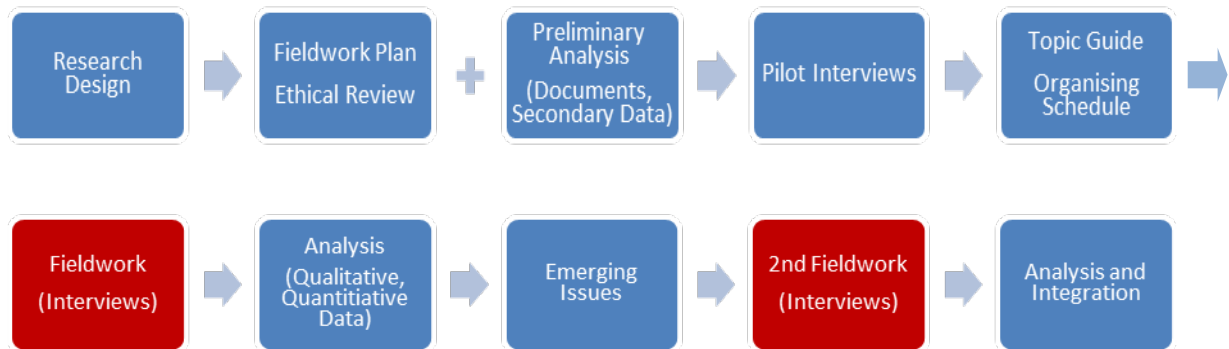 Research
Design
Fieldwork Plan
Ethical Review
Preliminary
Analysis
(Documents,
Secondary Data)
Pilot Interviews
Topic Guide
Organising
Schedule
Fieldwork
(Interviews)
Analysis
(Qualitative,
Quantitiative
Data)
Emerging
Issues
2nd Fieldwork
(Interviews)
Analysis and
Integration